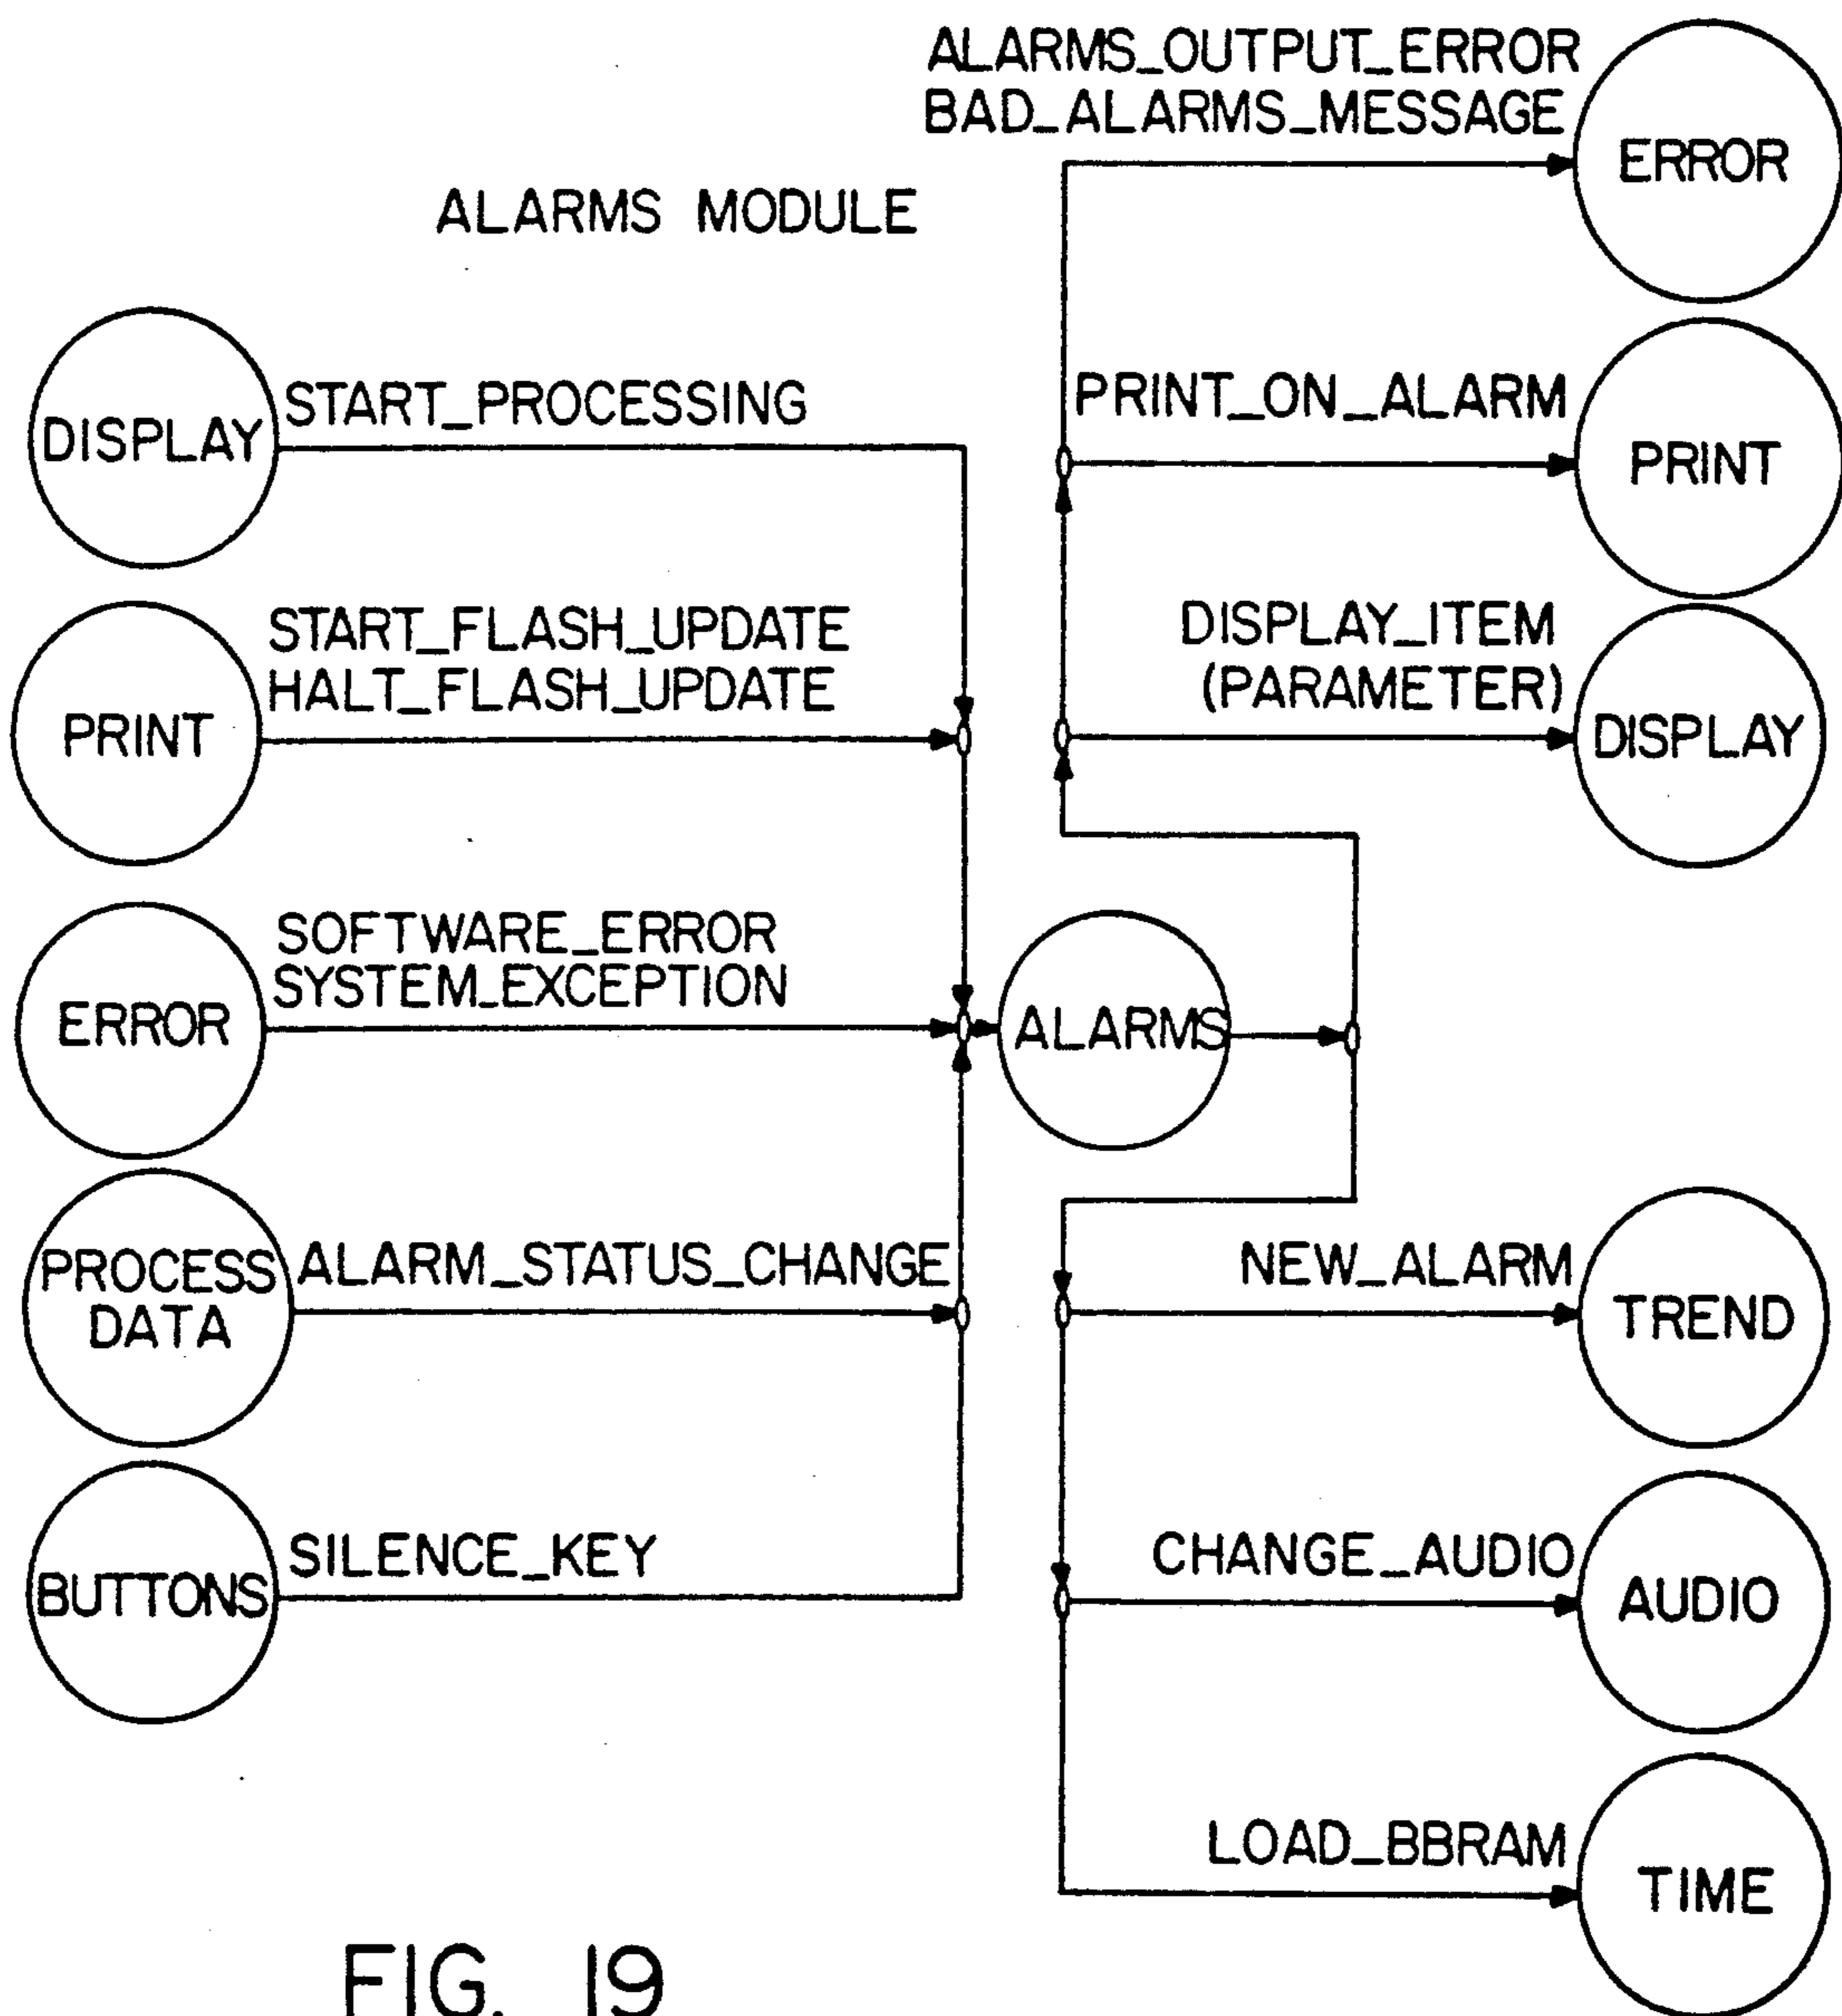 ALARMS_OUTPUT_ERROR
BAD_ALARMS_MESSAGE
ERROR
ALARMS MODULE
DISPLAY
START_PROCESSING
PRINT_ON_ALARM
PRINT
PRINT
START_FLASH_UPDATE
HALT_FLASH_UPDATE
DISPLAY_ITEM
(PARAMETER)
DISPLAY
ERROR
SOFTWARE_ERROR
SYSTEM_EXCEPTION
ALARMS
PROCESS
DATA
ALARM_STATUS_CHANGE
NEW_ALARM
TREND
BUTTONS
SILENCE_KEY
CHANGE_AUDIO
AUDIO
LOAD_BBRAM
TIME
FIG. 19